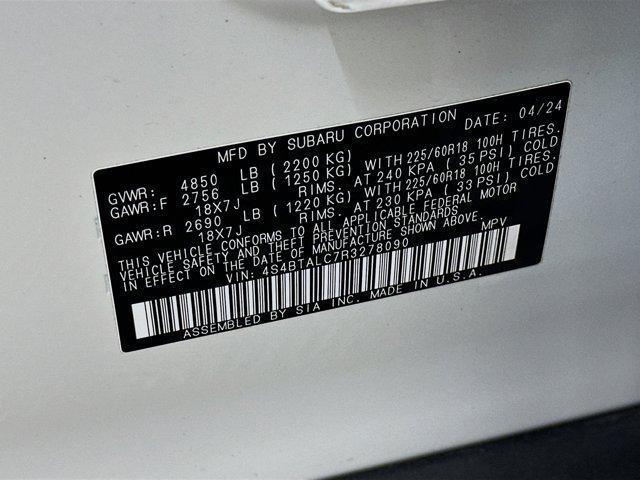 MFD BY SUBARU CORPORATION DATE: 04/24
GVWR: 4850 LB (2200 KG)
GAWR:F 2756 LB (1250 KG) WITH 225/60R18 100H TIRES.
18X7J RIMS. AT 240 KPA (35 PSI) COLD
GAWR:R 2690 LB (1220 KG) WITH 225/60R18 100H TIRES.
18X7J RIMS. AT 230 KPA (33 PSI) COLD
THIS VEHICLE CONFORMS TO ALL APPLICABLE FEDERAL MOTOR
VEHICLE SAFETY AND THEFT PREVENTION STANDARDS
IN EFFECT ON THE DATE OF MANUFACTURE SHOWN ABOVE.
VIN: 4S4BTALC7R3278090 MPV
ASSEMBLED BY SIA INC. MADE IN U.S.A.